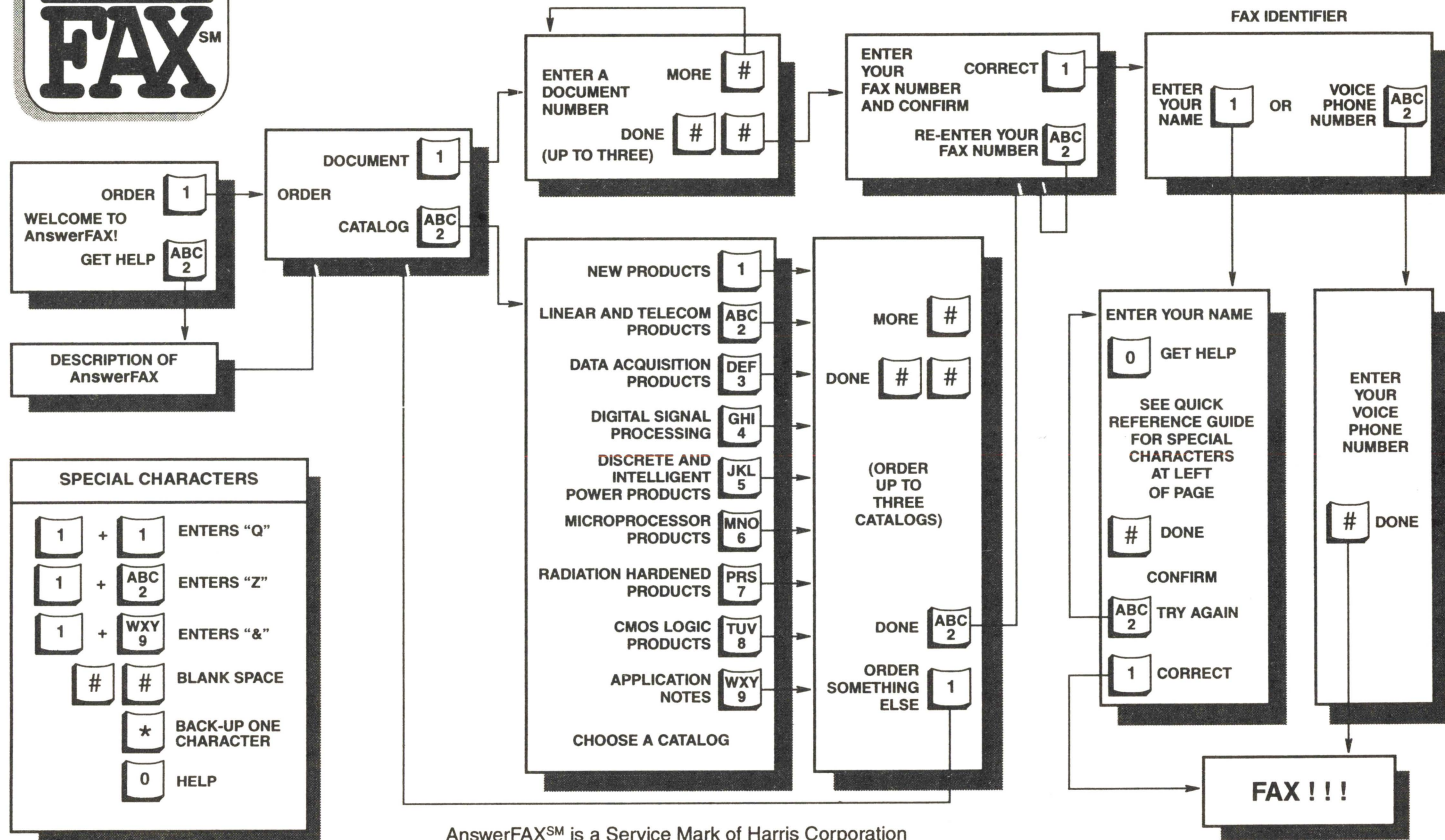 FAX SM
ORDER 1
WELCOME TO
AnswerFAX!
GET HELP ABC 2
DESCRIPTION OF
AnswerFAX
DOCUMENT 1
ORDER
CATALOG ABC 2
ENTER A
DOCUMENT
NUMBER
MORE #
DONE # #
(UP TO THREE)
ENTER
YOUR
FAX NUMBER
AND CONFIRM
CORRECT 1
RE-ENTER YOUR
FAX NUMBER
ABC 2
FAX IDENTIFIER
ENTER
YOUR
NAME
1
OR
VOICE
PHONE
NUMBER
ABC 2
NEW PRODUCTS 1
LINEAR AND TELECOM
PRODUCTS
ABC 2
DATA ACQUISITION
PRODUCTS
DEF 3
DIGITAL SIGNAL
PROCESSING
GHI 4
DISCRETE AND
INTELLIGENT
POWER PRODUCTS
JKL 5
MICROPROCESSOR
PRODUCTS
MNO 6
RADIATION HARDENED
PRODUCTS
PRS 7
CMOS LOGIC
PRODUCTS
TUV 8
APPLICATION
NOTES
WXY 9
CHOOSE A CATALOG
MORE #
DONE # #
(ORDER
UP TO
THREE
CATALOGS)
DONE ABC 2
ORDER
SOMETHING
ELSE
1
ENTER YOUR NAME
0 GET HELP
SEE QUICK
REFERENCE GUIDE
FOR SPECIAL
CHARACTERS
AT LEFT
OF PAGE
# DONE
CONFIRM
ABC 2 TRY AGAIN
1 CORRECT
ENTER
YOUR
VOICE
PHONE
NUMBER
# DONE
FAX ! ! !
SPECIAL CHARACTERS
1 + 1 ENTERS “Q”
1 + ABC 2 ENTERS “Z”
1 + WXY 9 ENTERS “&”
# # BLANK SPACE
* BACK-UP ONE
CHARACTER
0 HELP
AnswerFAX℠ is a Service Mark of Harris Corporation